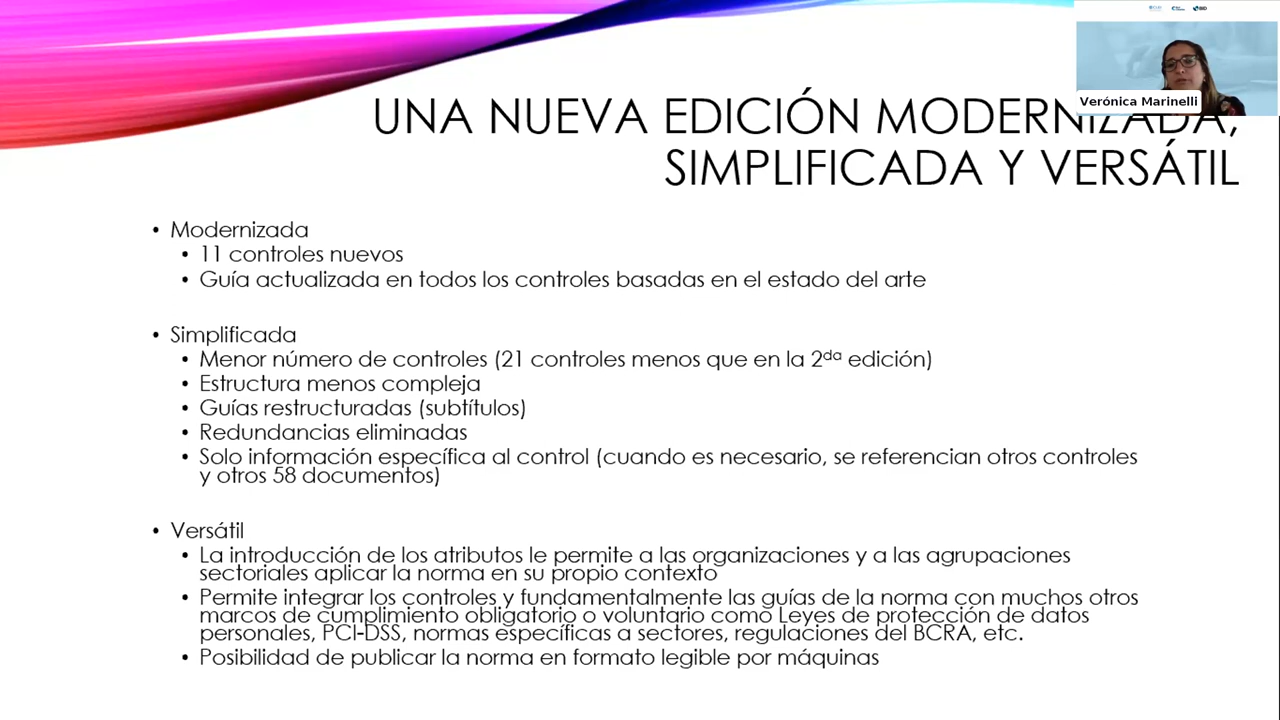 UNA NUEVA EDICIÓN MODERNIZADA,
SIMPLIFICADA Y VERSÁTIL
Verónica Marinelli
• Modernizada
• 11 controles nuevos
• Guía actualizada en todos los controles basadas en el estado del arte
• Simplificada
• Menor número de controles (21 controles menos que en la 2da edición)
• Estructura menos compleja
• Guías restructuradas (subtítulos)
• Redundancias eliminadas
• Solo información específica al control (cuando es necesario, se referencian otros controles
y otros 58 documentos)
• Versátil
• La introducción de los atributos le permite a las organizaciones y a las agrupaciones
sectoriales aplicar la norma en su propio contexto
• Permite integrar los controles y fundamentalmente las guías de la norma con muchos otros
marcos de cumplimiento obligatorio o voluntario como Leyes de protección de datos
personales, PCI-DSS, normas específicas a sectores, regulaciones del BCRA, etc.
• Posibilidad de publicar la norma en formato legible por máquinas